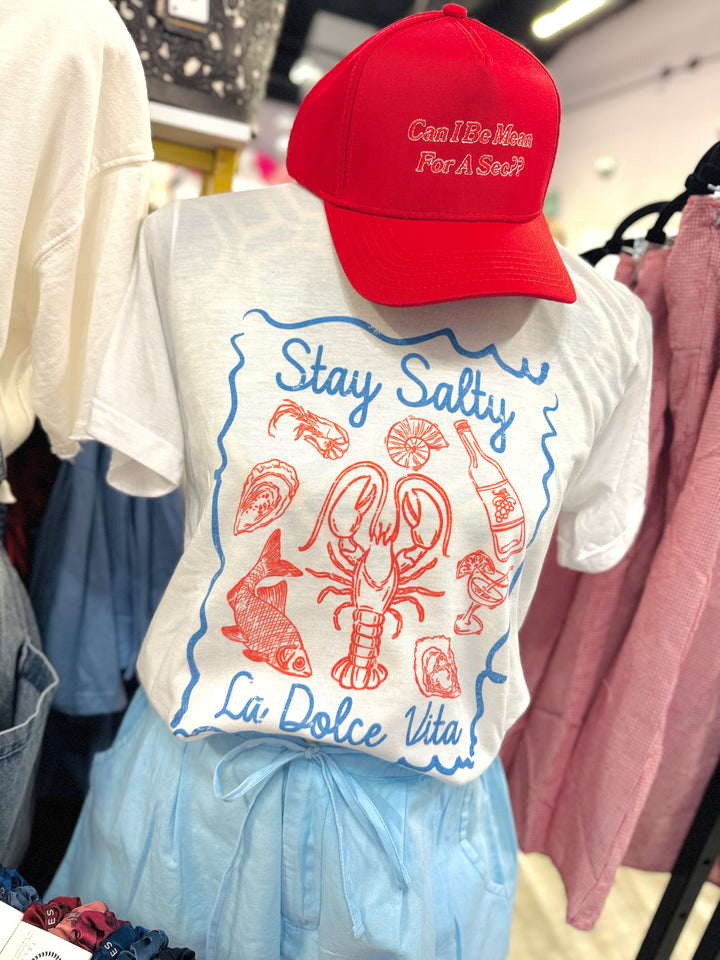 Can I Be Mean
For A Sec??
Stay Salty
La Dolce Vita